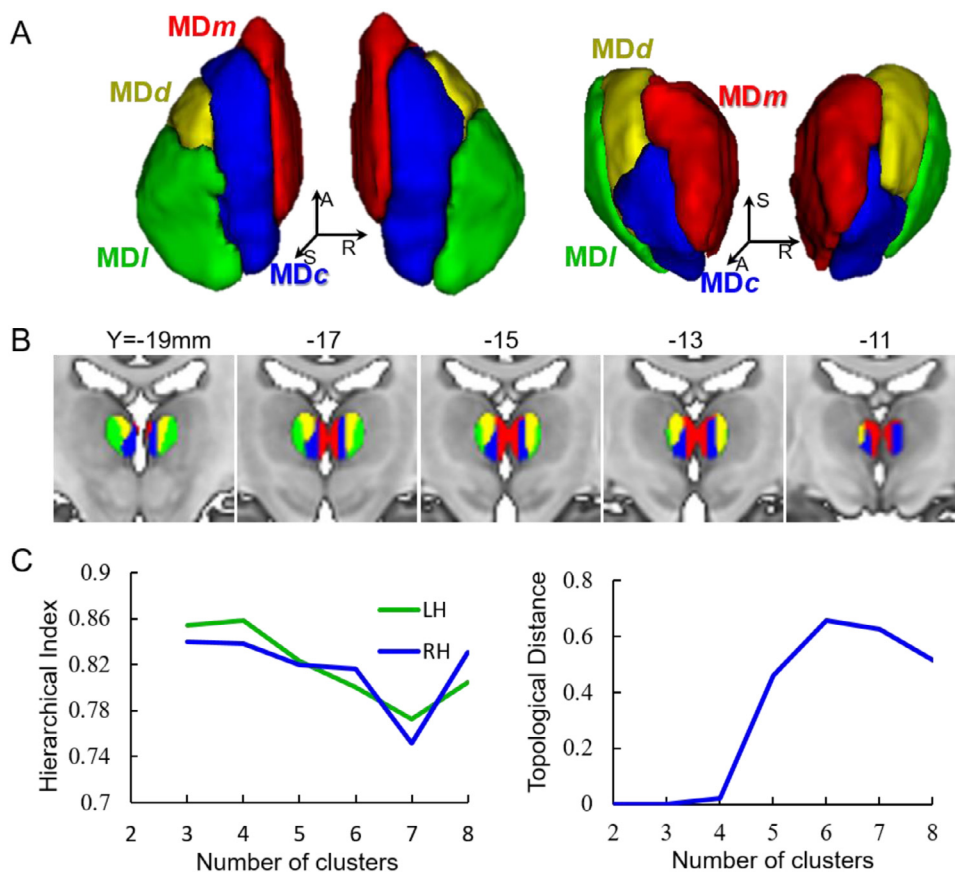 A
MDm
MDd
MDl
MDc
A
S
R
MDd
MDm
MDl
MDc
S
A
R
B
Y=-19mm
-17
-15
-13
-11
C
Hierarchical Index
0.9
0.86
0.82
0.78
0.74
0.7
LH
RH
2 3 4 5 6 7 8
Number of clusters
Topological Distance
0.8
0.6
0.4
0.2
0
2 3 4 5 6 7 8
Number of clusters